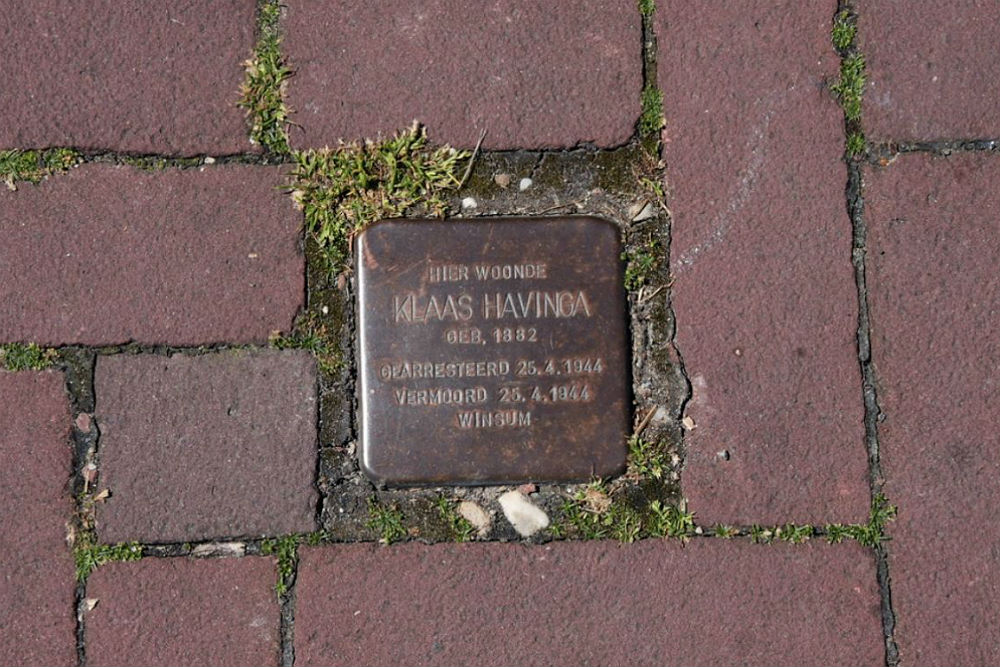 HIER WOONDE
KLAAS HAVINGA
GEB. 1882
GEARRESTEERD 25.4.1944
VERMOORD 25.4.1944
WINSUM